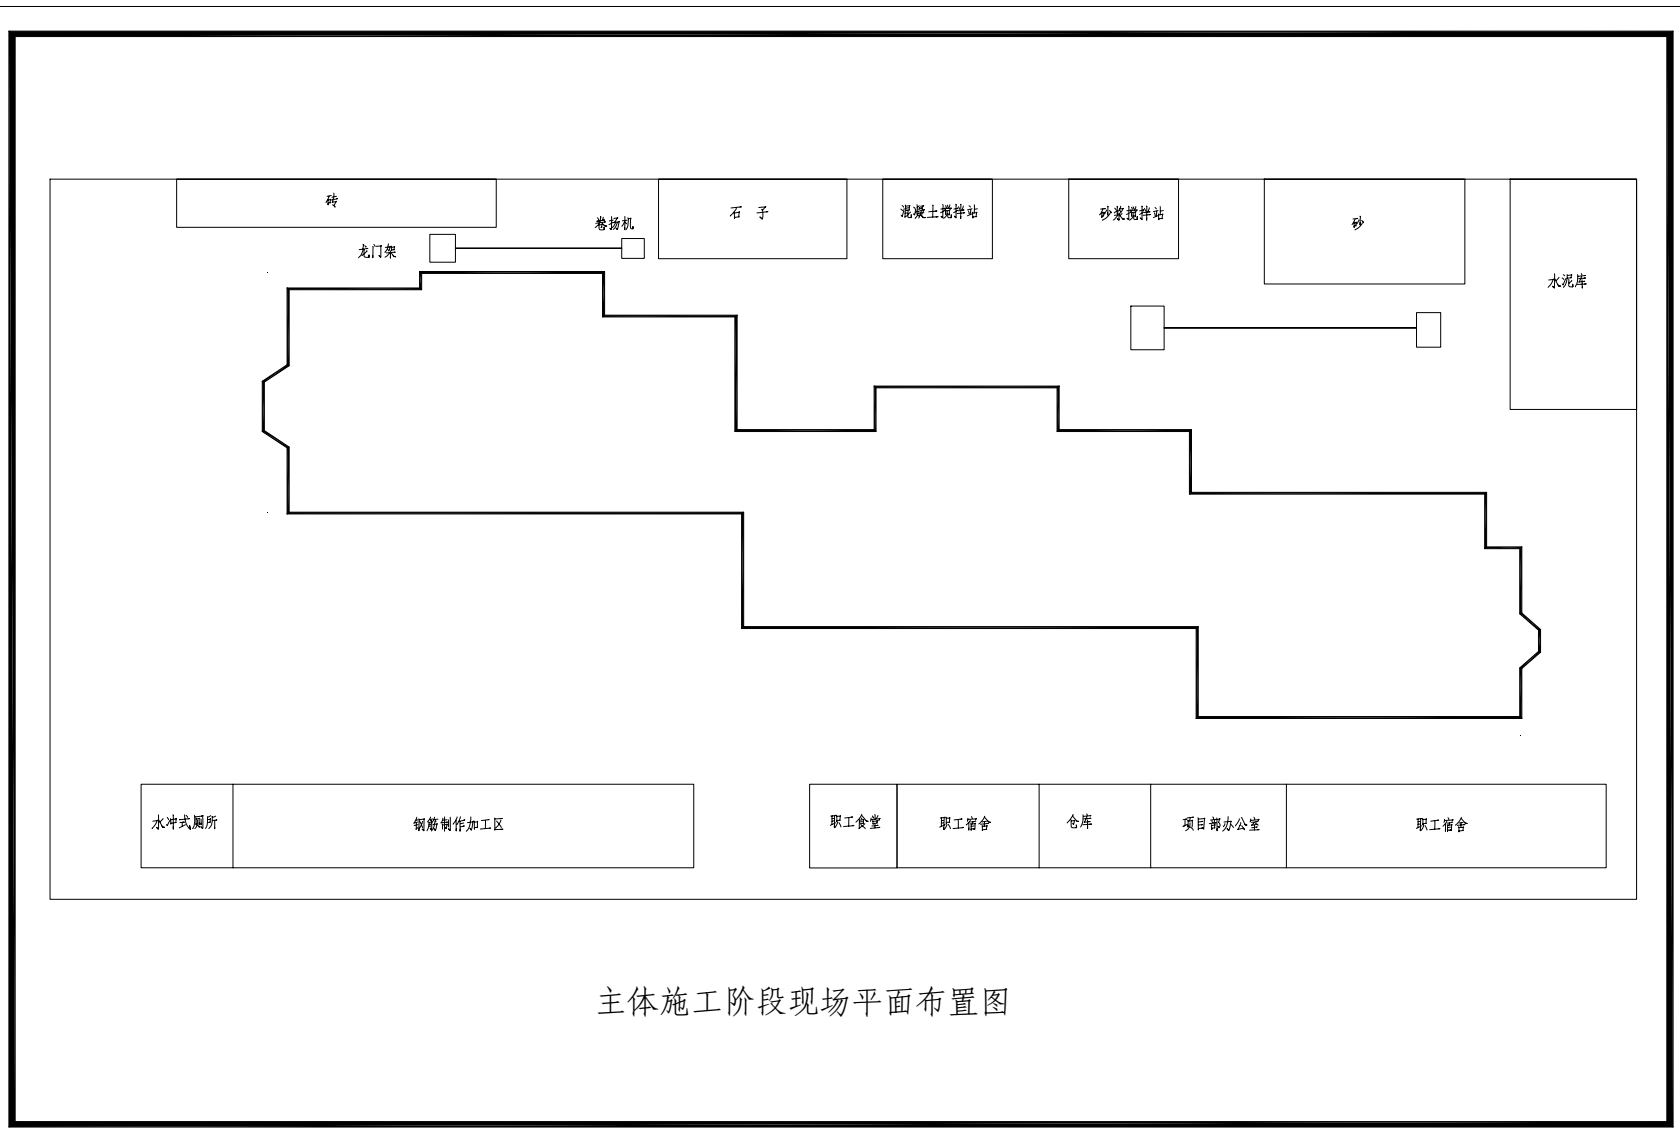 砖
石 子
混凝土搅拌站
砂浆搅拌站
砂
卷扬机
龙门架
水泥库
水冲式厕所
钢筋制作加工区
职工食堂
职工宿舍
仓库
项目部办公室
职工宿舍
主体施工阶段现场平面布置图